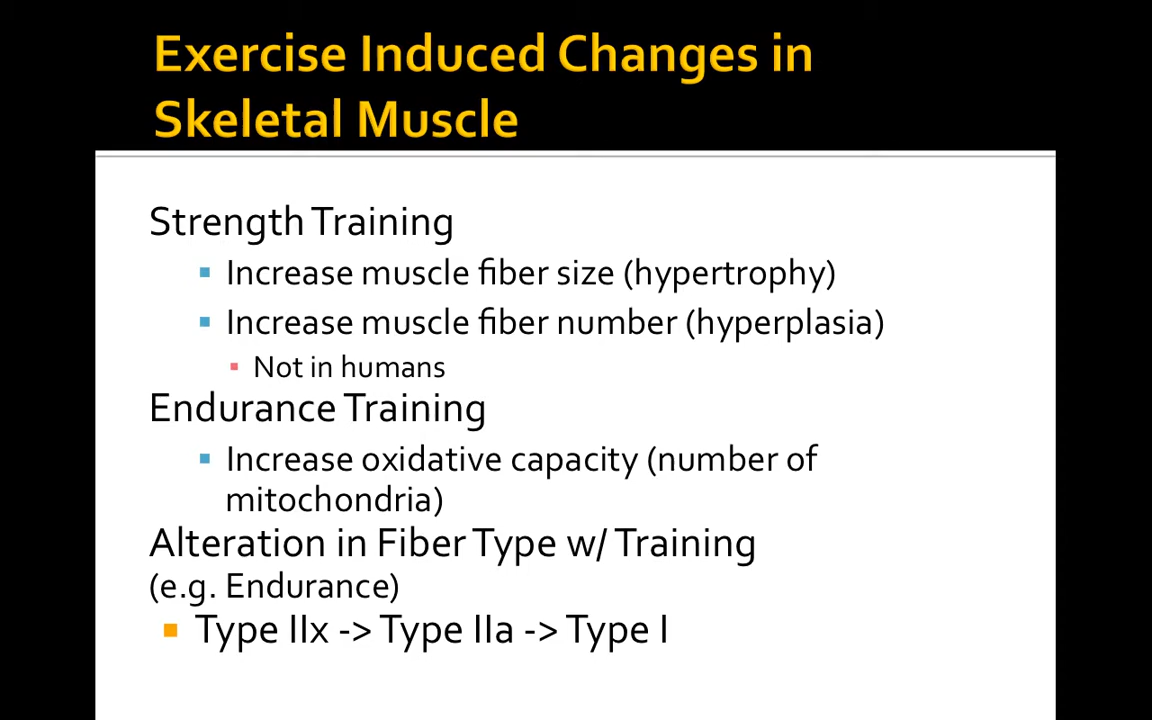 Exercise Induced Changes in
Skeletal Muscle
Strength Training
▪ Increase muscle fiber size (hypertrophy)
▪ Increase muscle fiber number (hyperplasia)
▪ Not in humans
Endurance Training
▪ Increase oxidative capacity (number of
mitochondria)
Alteration in Fiber Type w/ Training
(e.g. Endurance)
▪ Type IIx -> Type IIa -> Type I